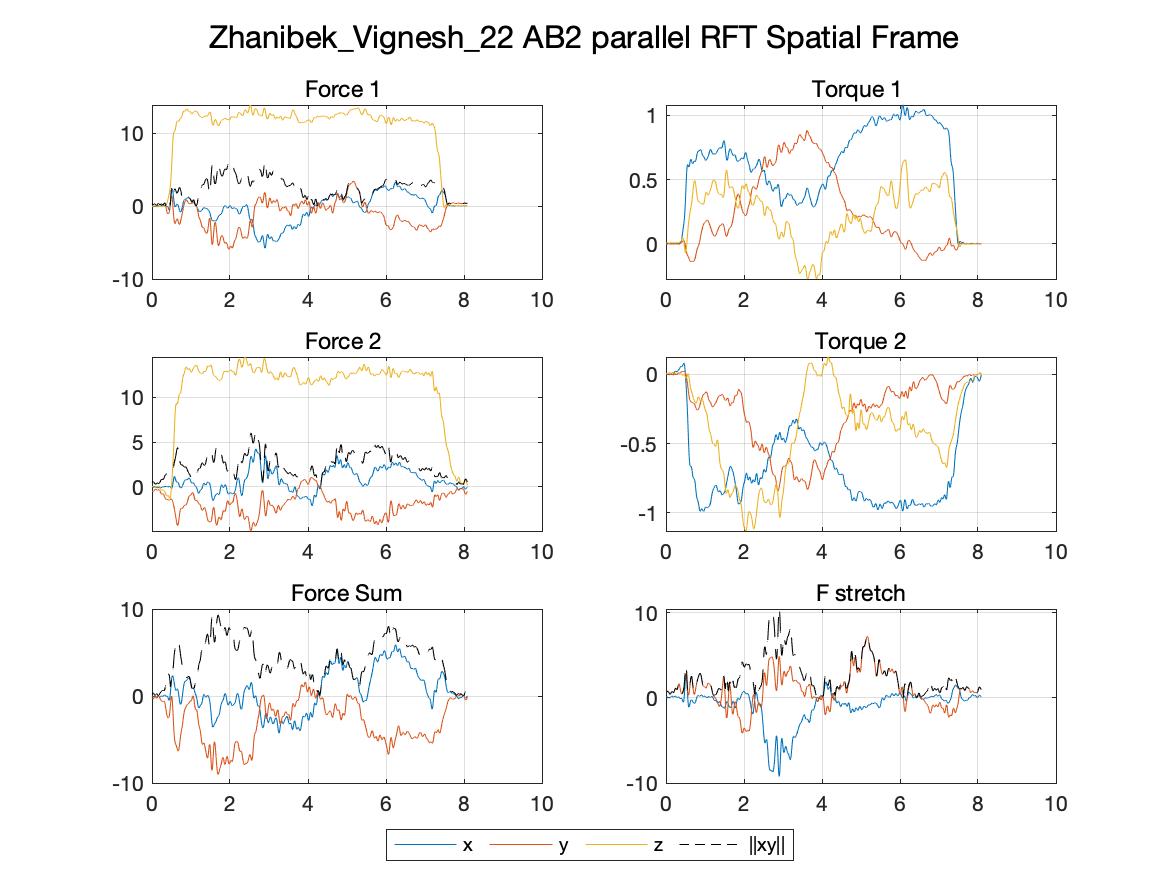 Zhanibek_Vignesh_22 AB2 parallel RFT Spatial Frame
Force 1
10
0
-10
0 2 4 6 8 10
Torque 1
1
0.5
0
0 2 4 6 8 10
Force 2
10
5
0
0 2 4 6 8 10
Torque 2
0
-0.5
-1
0 2 4 6 8 10
Force Sum
10
0
-10
0 2 4 6 8 10
F stretch
10
0
-10
0 2 4 6 8 10
x y z ||xy||